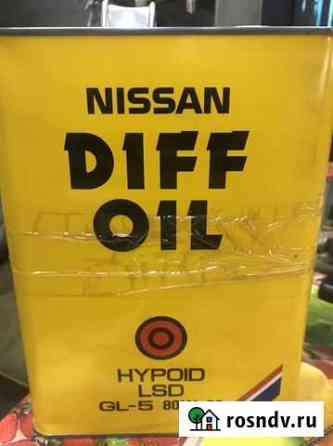 NISSAN
DIFF
OIL
HYPOID
LSD
GL-5
rosndv.ru